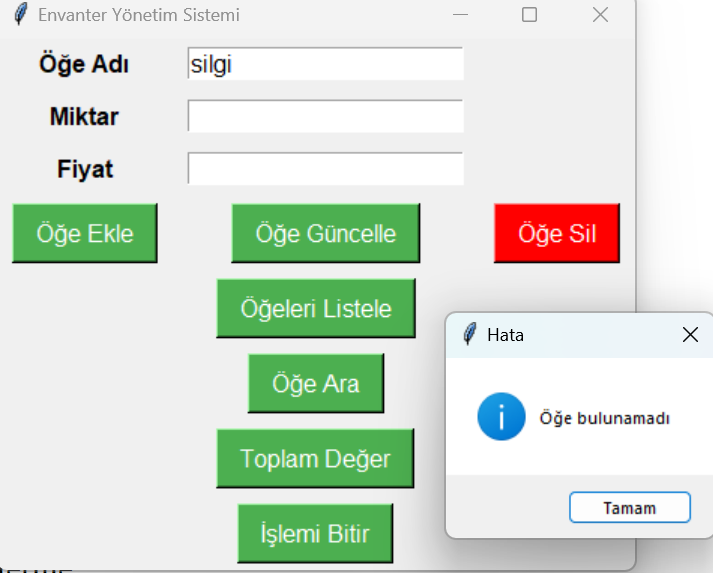 Envanter Yönetim Sistemi
Öğe Adı silgi
Miktar
Fiyat
Öğe Ekle Öğe Güncelle Öğe Sil
Öğeleri Listele
Öğe Ara
Toplam Değer
İşlemi Bitir
Hata
Öğe bulunamadı
Tamam